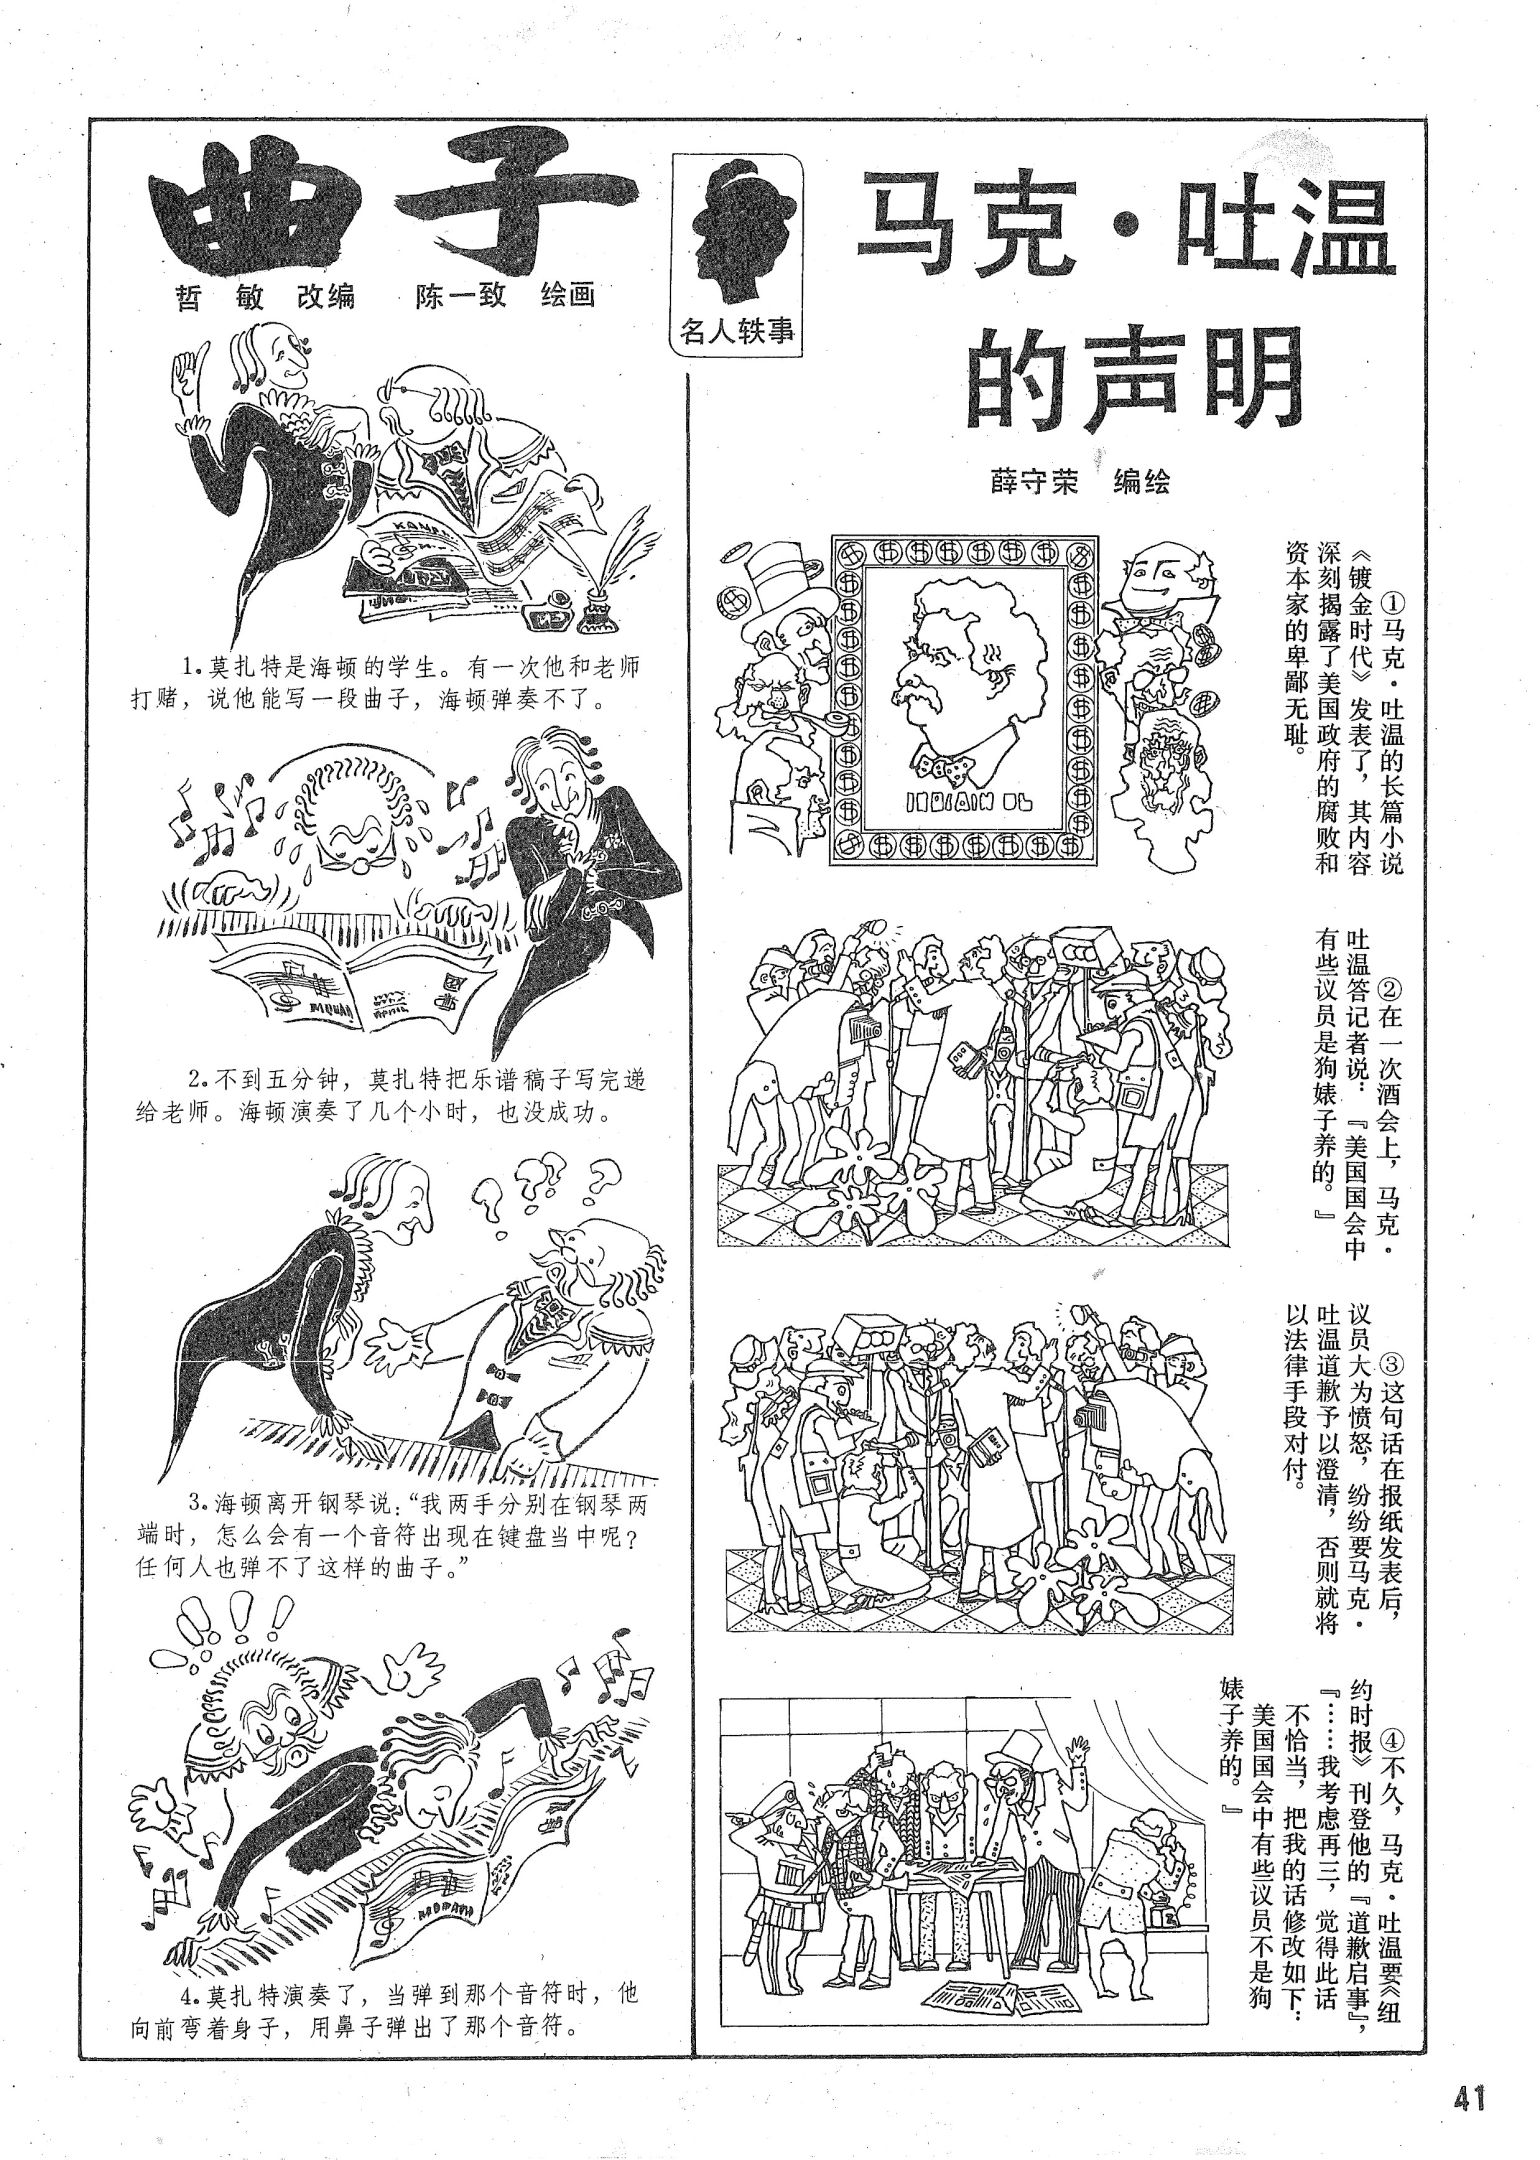 曲子
哲 敏 改编 陈一致 绘画
1.莫扎特是海顿的学生。有一次他和老师
打赌，说他能写一段曲子，海顿弹奏不了。
2.不到五分钟，莫扎特把乐谱稿子写完递
给老师。海顿演奏了几个小时，也没成功。
3.海顿离开钢琴说：“我两手分别在钢琴两
端时，怎么会有一个音符出现在键盘当中呢？
任何人也弹不了这样的曲子。”
4.莫扎特演奏了，当弹到那个音符时，他
向前弯着身子，用鼻子弹出了那个音符。
名人轶事
马克·吐温
的声明
薛守荣 编绘
①马克·吐温的长篇小说
《镀金时代》发表了，其内容
深刻揭露了美国政府的腐败和
资本家的卑鄙无耻。
②在一次酒会上，马克·
吐温答记者说：『美国国会中
有些议员是狗婊子养的。』
③这句话在报纸发表后，
议员大为愤怒，纷纷要马克·
吐温道歉予以澄清，否则就将
以法律手段对付。
④不久，马克·吐温要《纽
约时报》刊登他的『道歉启事』，
『……我考虑再三，觉得此话
不恰当，把我的话修改如下：
美国国会中有些议员不是狗
婊子养的。』
41